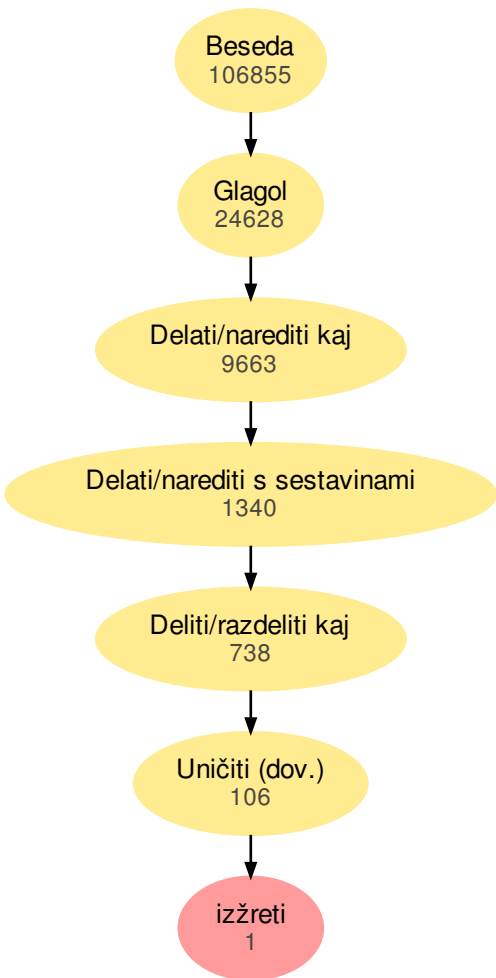 Beseda
106855
Glagol
24628
Delati/narediti kaj
9663
Delati/narediti s sestavinami
1340
Deliti/razdeliti kaj
738
Uničiti (dov.)
106
izžreti
1